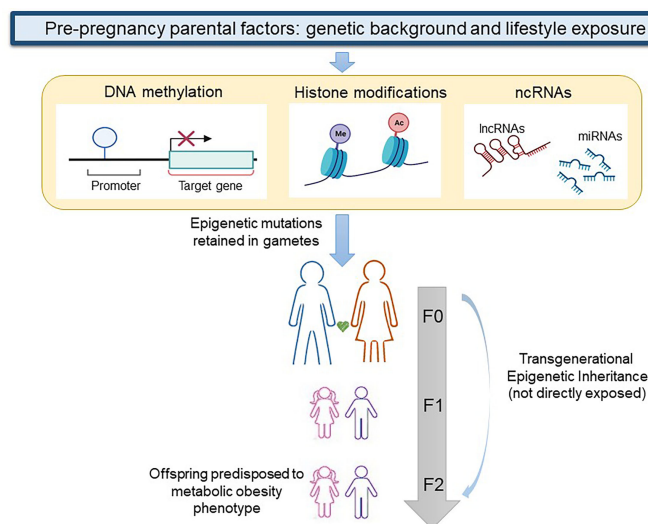 Pre-pregnancy parental factors: genetic background and lifestyle exposure
DNA methylation
Histone modifications
ncRNAs
Promoter
Target gene
Me
Ac
lncRNAs
miRNAs
Epigenetic mutations
retained in gametes
F0
Transgenerational
Epigenetic Inheritance
(not directly exposed)
F1
Offspring predisposed to
metabolic obesity
phenotype
F2